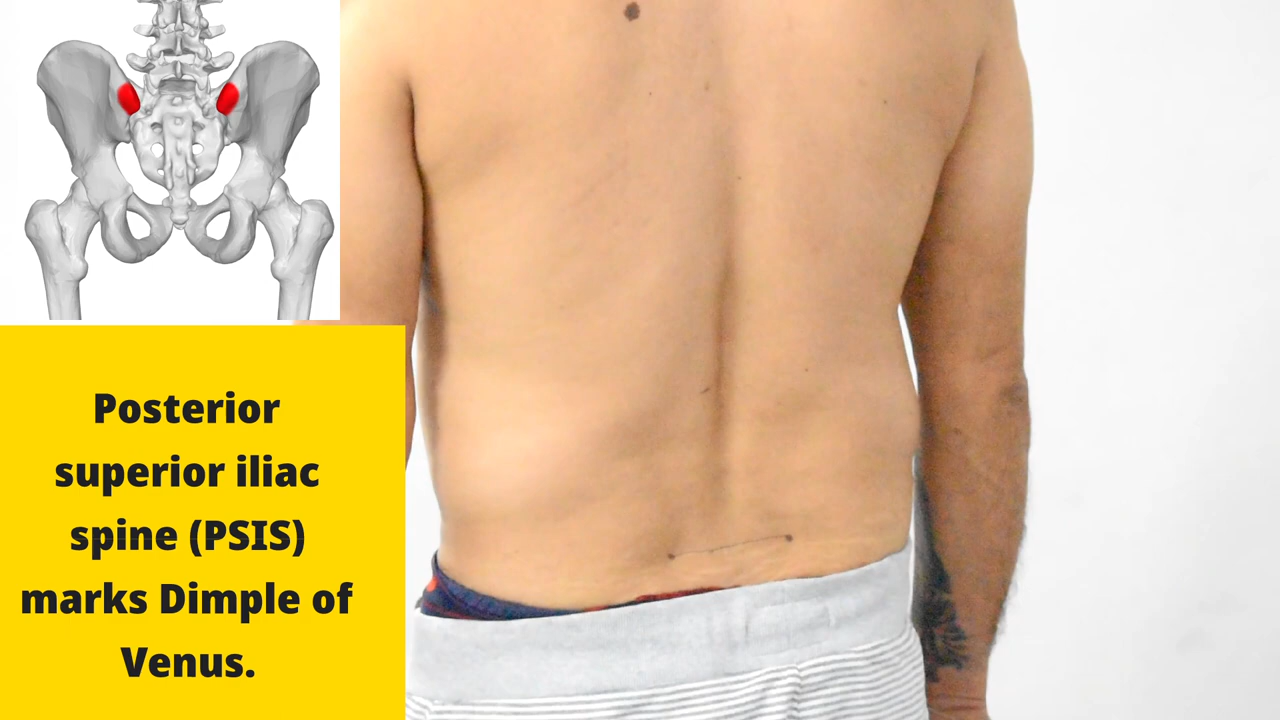 Posterior
superior iliac
spine (PSIS)
marks Dimple of
Venus.